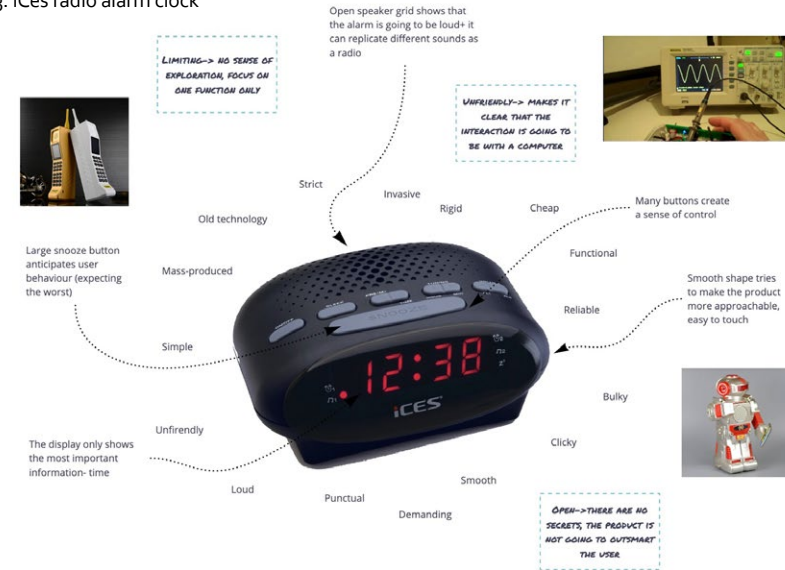 g. iCes radio alarm clock
Open speaker grid shows that
the alarm is going to be loud+ it
can replicate different sounds as
a radio
LIMITING-> NO SENSE OF
EXPLORATION, FOCUS ON
ONE FUNCTION ONLY
UNFRIENDLY-> MAKES IT
CLEAR THAT THE
INTERACTION IS GOING TO
BE WITH A COMPUTER
Strict
Invasive
Rigid
Cheap
Many buttons create
a sense of control
Old technology
Functional
Large snooze button
anticipates user
behaviour (expecting
the worst)
Mass-produced
Smooth shape tries
to make the product
more approachable,
easy to touch
Reliable
SNOOZE
Simple
12:38
iCES
Bulky
Unfirendly
Clicky
The display only shows
the most important
information- time
Smooth
Loud
Punctual
Demanding
OPEN->THERE ARE NO
SECRETS, THE PRODUCT IS
NOT GOING TO OUTSMART
THE USER